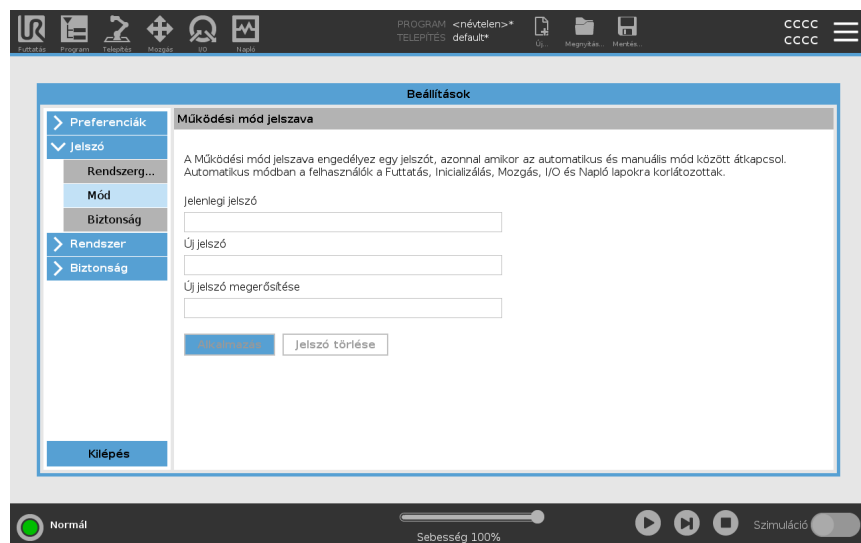 PROGRAM <névtelen>*
TELEPÍTÉS default*
Futtatás Program Telepítés Mozgás I/O Napló
Új... Megnyitás... Mentés...
CCCC
CCCC
Beállítások
Preferenciák
Jelszó
Rendszerg...
Mód
Biztonság
Rendszer
Biztonság
Kilépés
Működési mód jelszava
A Működési mód jelszava engedélyez egy jelszót, azonnal amikor az automatikus és manuális mód között átkapcsol.
Automatikus módban a felhasználók a Futtatás, Inicializálás, Mozgás, I/O és Napló lapokra korlátozottak.
Jelenlegi jelszó
Új jelszó
Új jelszó megerősítése
Alkalmazás Jelszó törlése
Normál
Sebesség 100%
Szimuláció